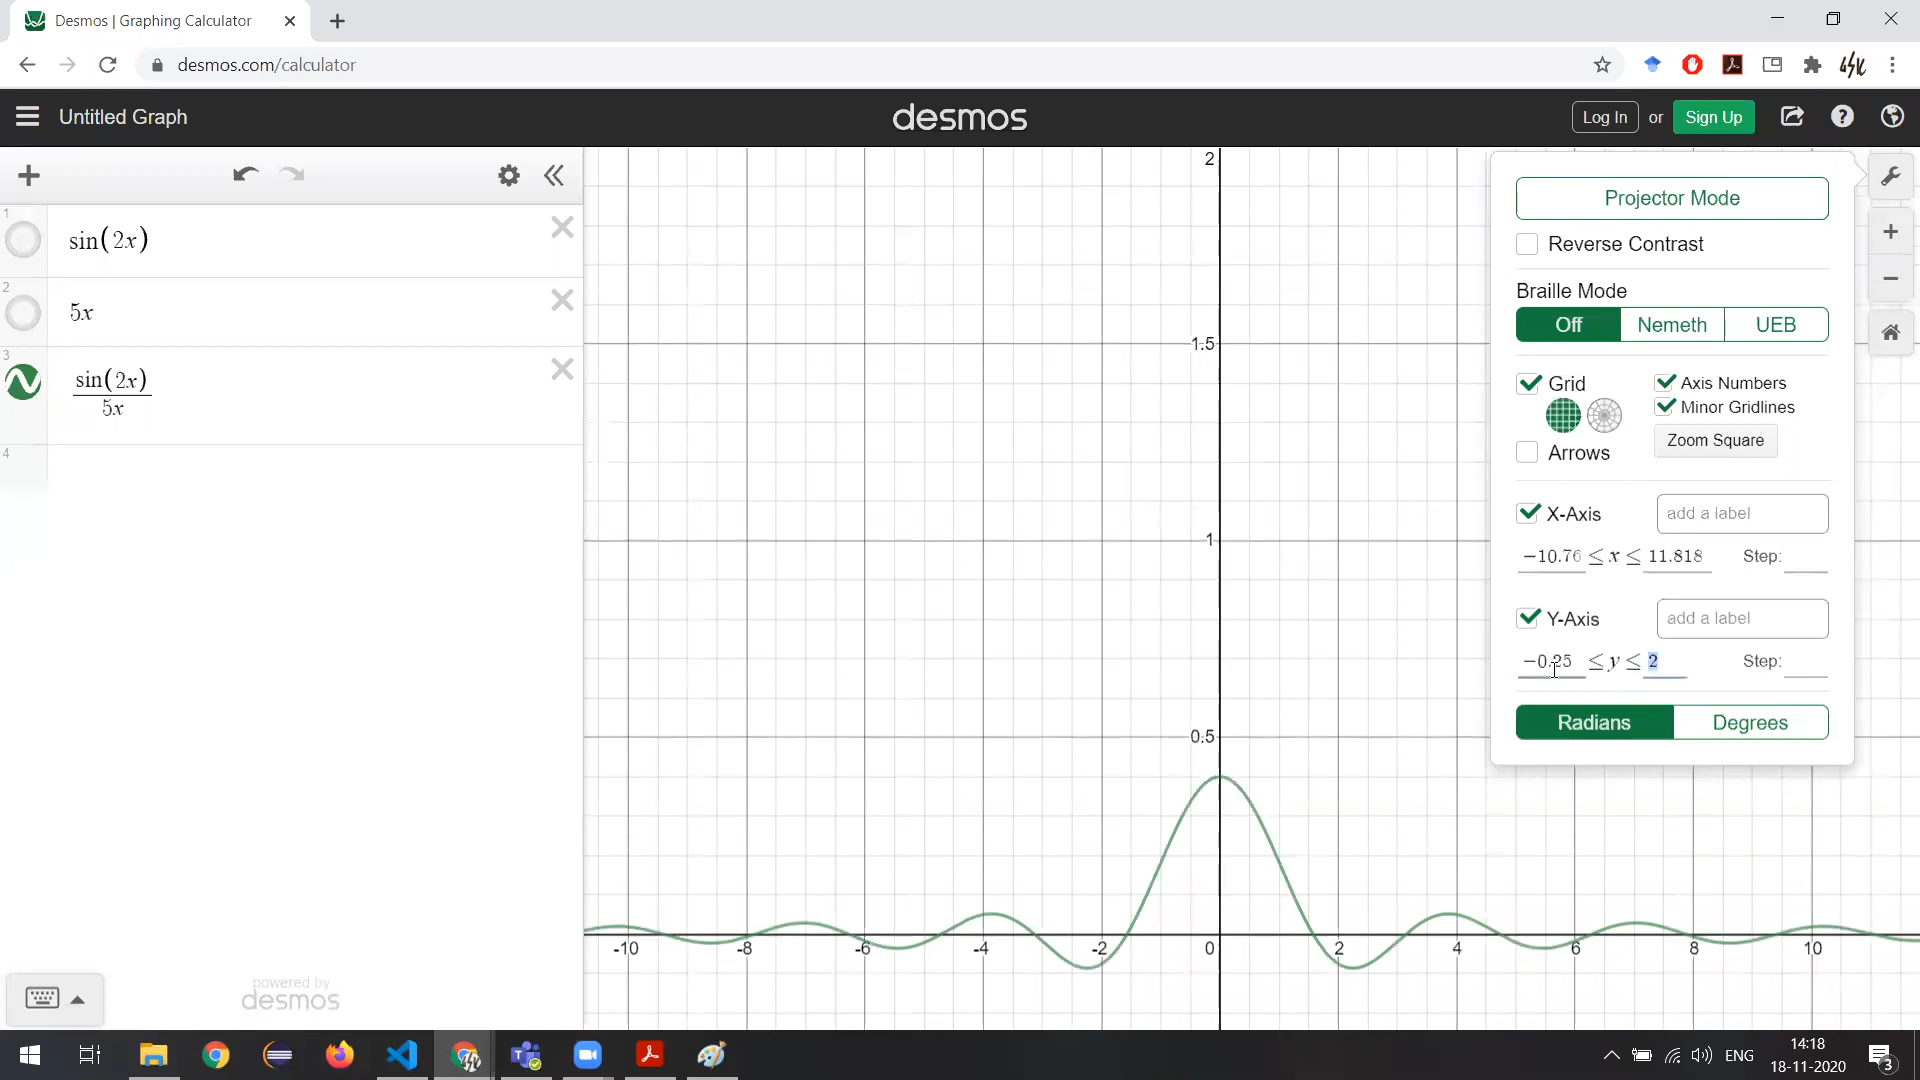 Desmos | Graphing Calculator
desmos.com/calculator
Untitled Graph
desmos
Log In or Sign Up
1
sin(2x)
2
5x
3
sin(2x)
5x
4
powered by
desmos
2
1.5
1
0.5
-10 -8 -6 -4 -2 0 2 4 6 8 10
Projector Mode
Reverse Contrast
Braille Mode
Off Nemeth UEB
Grid Axis Numbers
Minor Gridlines
Zoom Square
Arrows
X-Axis add a label
−10.76 ≤ x ≤ 11.818 Step:
Y-Axis add a label
−0.25 ≤ y ≤ 2 Step:
Radians Degrees
ENG
14:18
18-11-2020
3